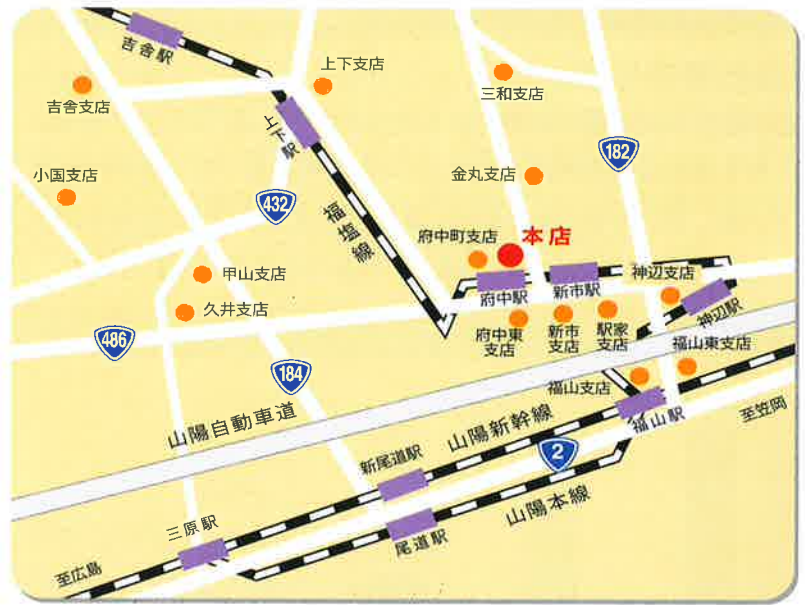 吉舎駅
上下支店
吉舎支店
三和支店
上下駅
182
小国支店
金丸支店
432
福塩線
府中町支店
本店
甲山支店
神辺支店
府中駅
新市駅
久井支店
神辺駅
府中東
支店
新市
支店
駅家
支店
486
福山東支店
184
福山支店
山陽自動車道
山陽新幹線
福山駅
至笠岡
新尾道駅
2
山陽本線
三原駅
尾道駅
至広島